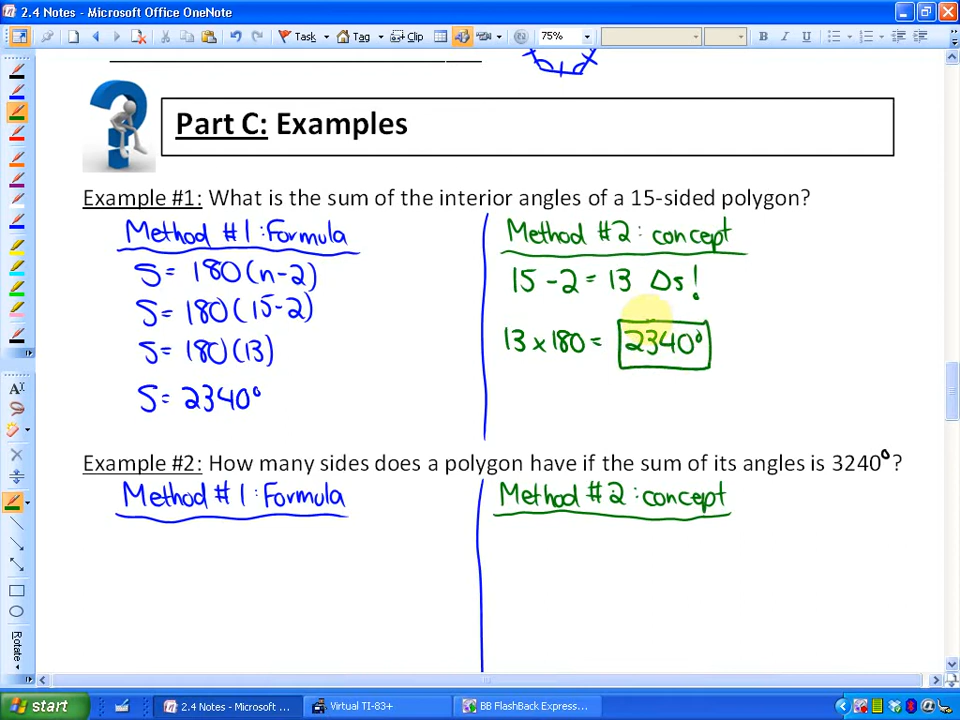 2.4 Notes - Microsoft Office OneNote
Task Tag Clip 75% B I U
Part C: Examples
Example #1: What is the sum of the interior angles of a 15-sided polygon?
Method #1: Formula
S= 180(n-2)
S= 180(15-2)
S= 180(13)
S= 2340°
Method #2: concept
15-2= 13 Δs!
13 x 180= 2340°
Example #2: How many sides does a polygon have if the sum of its angles is 3240°?
Method #1: Formula
Method #2: concept
Rotate
start
2.4 Notes - Microsoft ...
Virtual TI-83+
BB FlashBack Express...